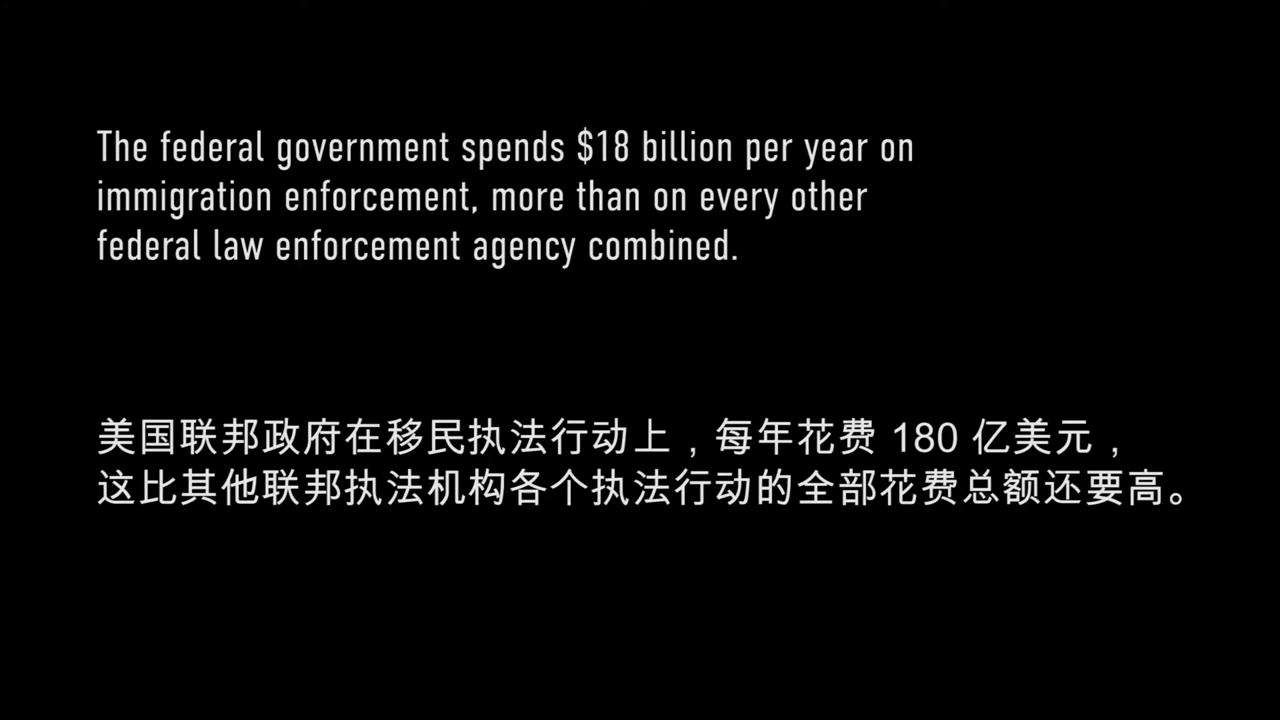 The federal government spends $18 billion per year on
immigration enforcement, more than on every other
federal law enforcement agency combined.
美国联邦政府在移民执法行动上，每年花费 180 亿美元，
这比其他联邦执法机构各个执法行动的全部花费总额还要高。